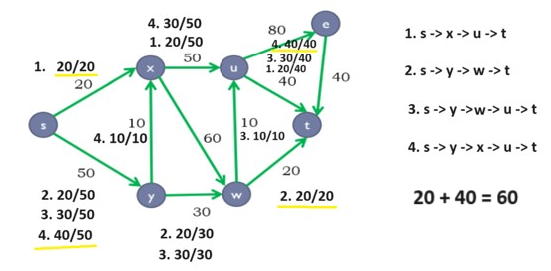 4. 30/50
1. 20/50
80
e
4. 40/40
3. 30/40
1. 20/40
1. 20/20
20
x
50
u
40
40
1. s -> x -> u -> t
2. s -> y -> w -> t
3. s -> y ->w -> u -> t
4. s -> y -> x -> u -> t
s
10
4. 10/10
60
10
3. 10/10
t
50
20
y
w
30
2. 20/50
3. 30/50
4. 40/50
2. 20/30
3. 30/30
2. 20/20
20 + 40 = 60